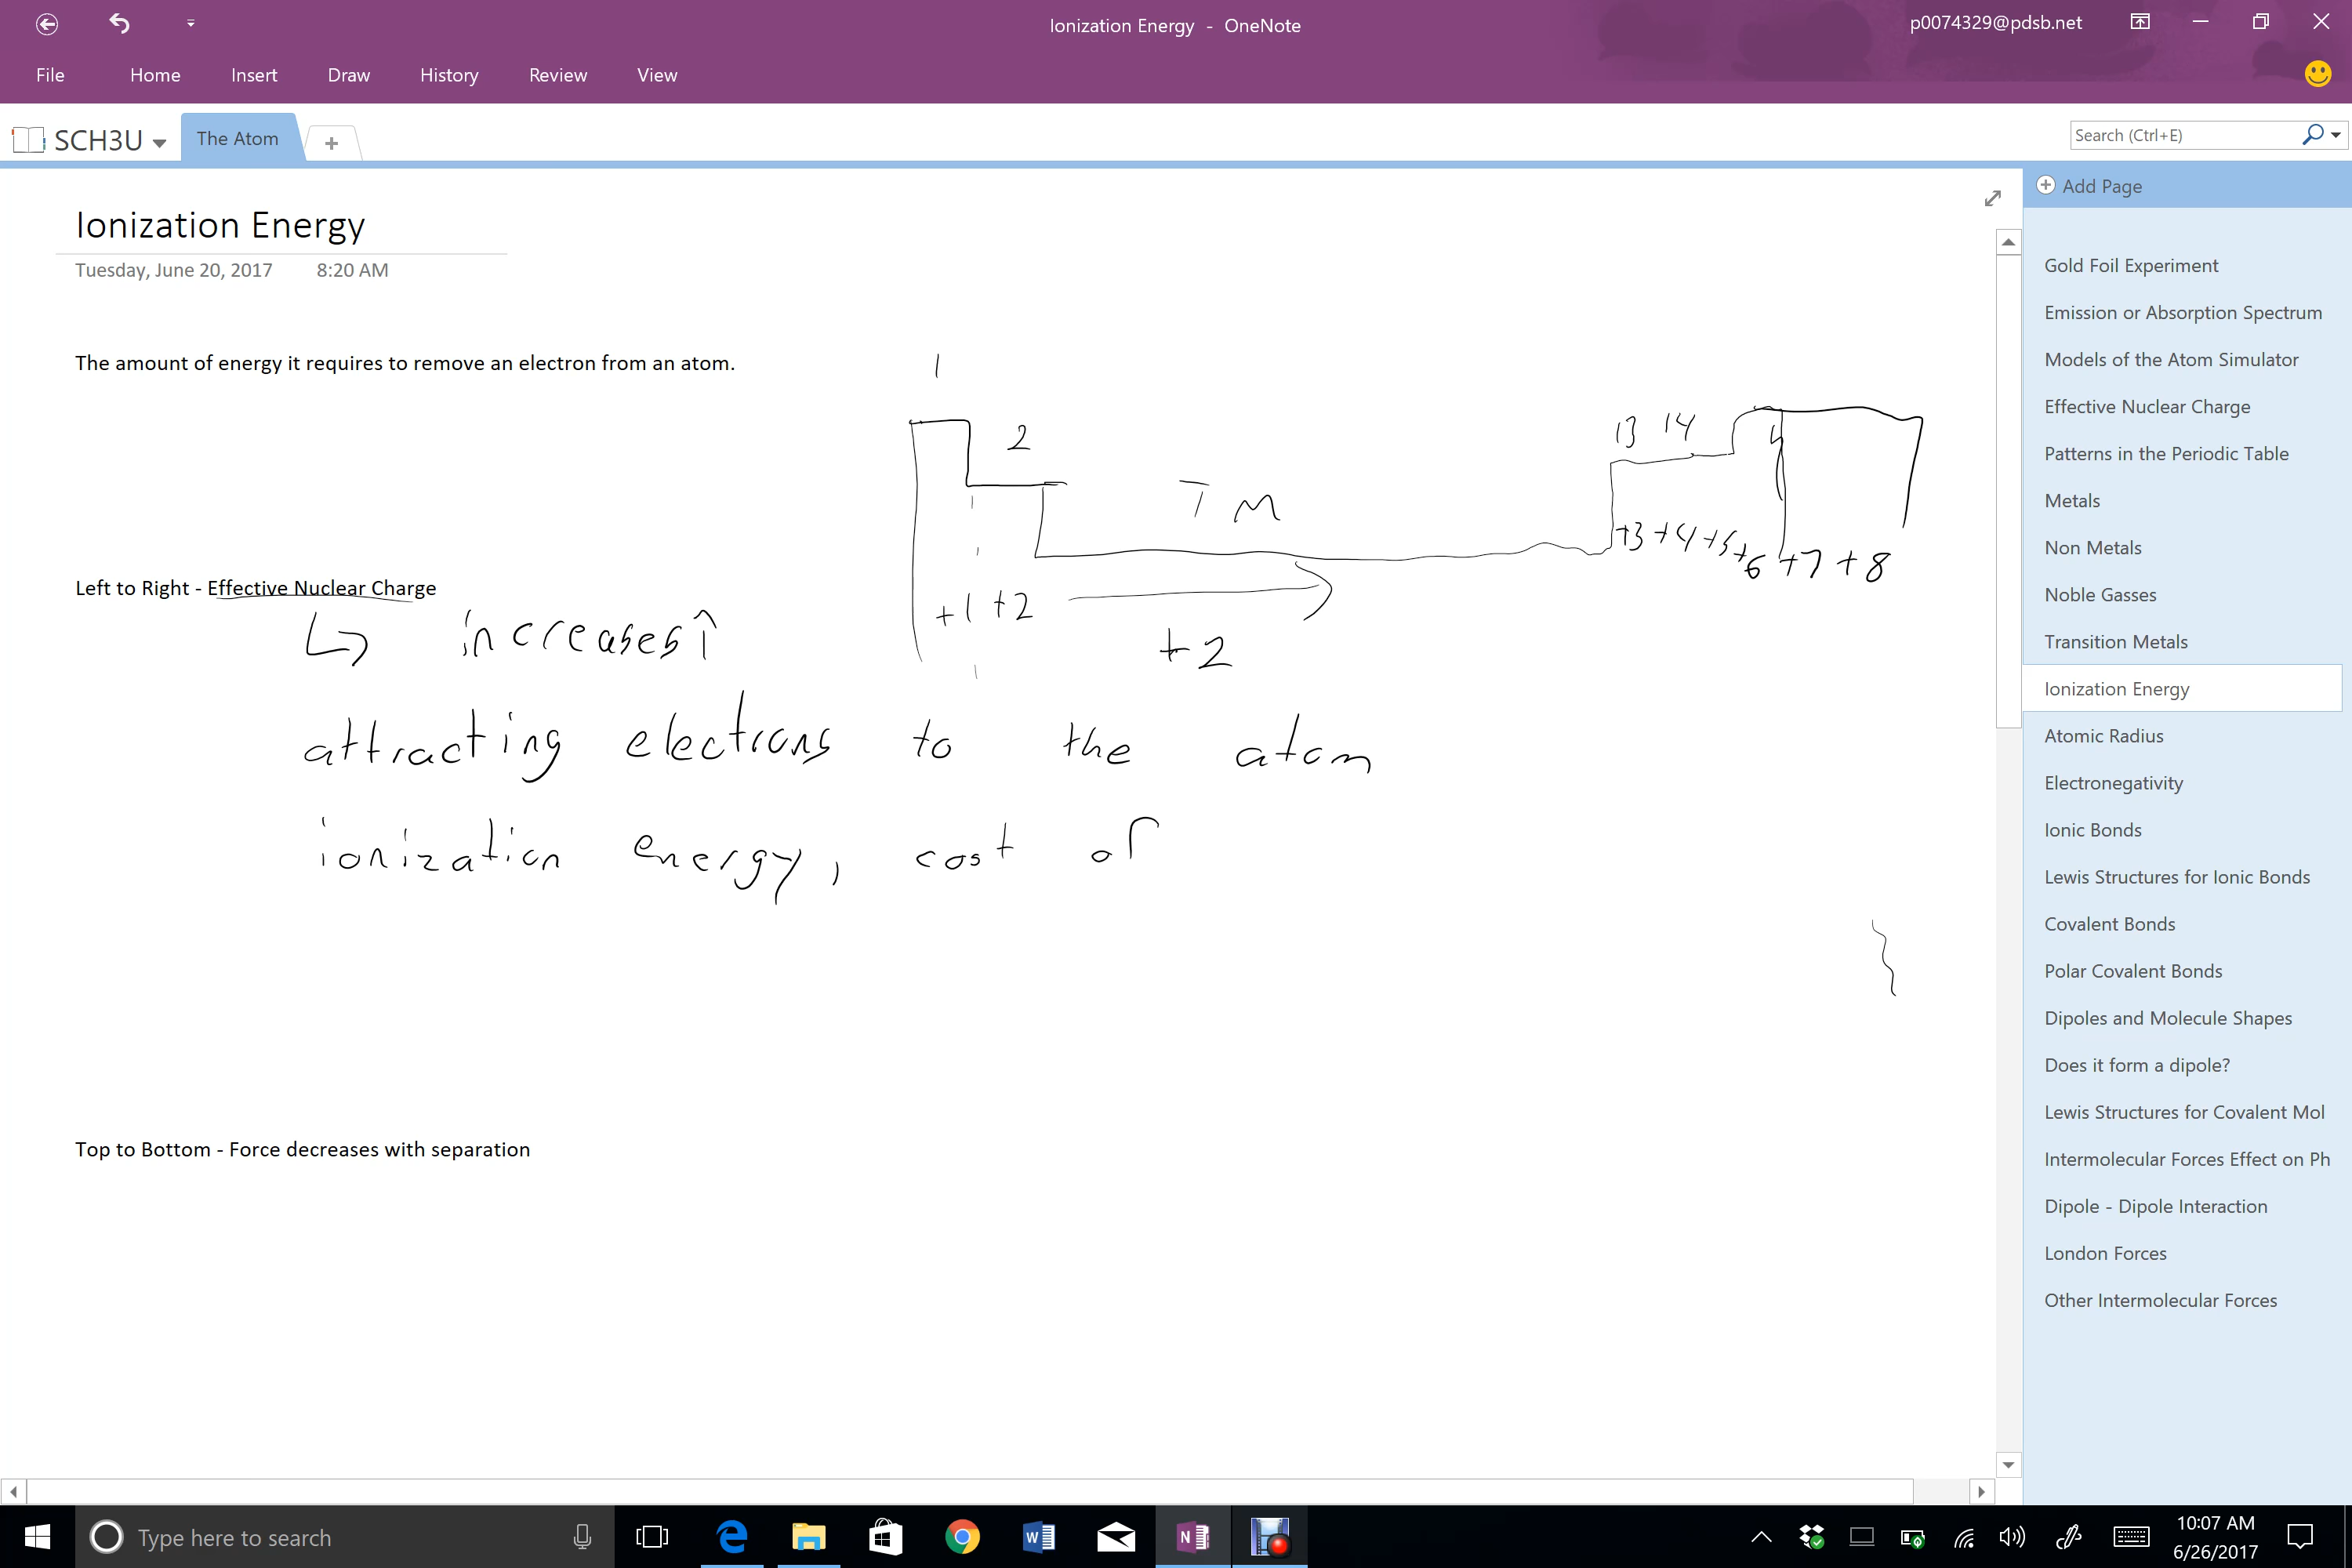 Ionization Energy - OneNote
p0074329@pdsb.net
File Home Insert Draw History Review View
SCH3U The Atom +
Search (Ctrl+E)
Ionization Energy
Tuesday, June 20, 2017 8:20 AM
The amount of energy it requires to remove an electron from an atom.
1
2
TM
13 14
+3 +4 +5 +6 +7 +8
+1 +2
+2
Left to Right - Effective Nuclear Charge
↳ increases↑
attracting electrons to the atom
ionization energy, cost of
Top to Bottom - Force decreases with separation
Add Page
Gold Foil Experiment
Emission or Absorption Spectrum
Models of the Atom Simulator
Effective Nuclear Charge
Patterns in the Periodic Table
Metals
Non Metals
Noble Gasses
Transition Metals
Ionization Energy
Atomic Radius
Electronegativity
Ionic Bonds
Lewis Structures for Ionic Bonds
Covalent Bonds
Polar Covalent Bonds
Dipoles and Molecule Shapes
Does it form a dipole?
Lewis Structures for Covalent Mol
Intermolecular Forces Effect on Ph
Dipole - Dipole Interaction
London Forces
Other Intermolecular Forces
Type here to search
10:07 AM
6/26/2017